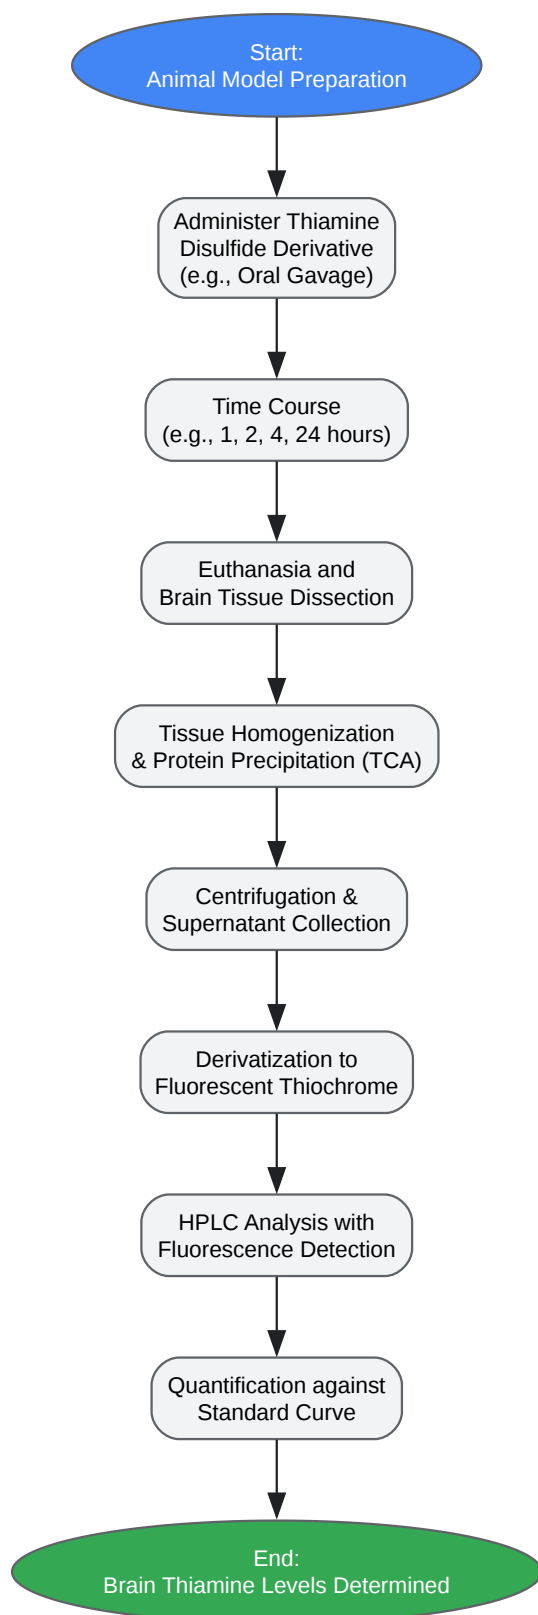 Start:
Animal Model Preparation
Administer Thiamine
Disulfide Derivative
(e.g., Oral Gavage)
Time Course
(e.g., 1, 2, 4, 24 hours)
Euthanasia and
Brain Tissue Dissection
Tissue Homogenization
& Protein Precipitation (TCA)
Centrifugation &
Supernatant Collection
Derivatization to
Fluorescent Thiochrome
HPLC Analysis with
Fluorescence Detection
Quantification against
Standard Curve
End:
Brain Thiamine Levels Determined